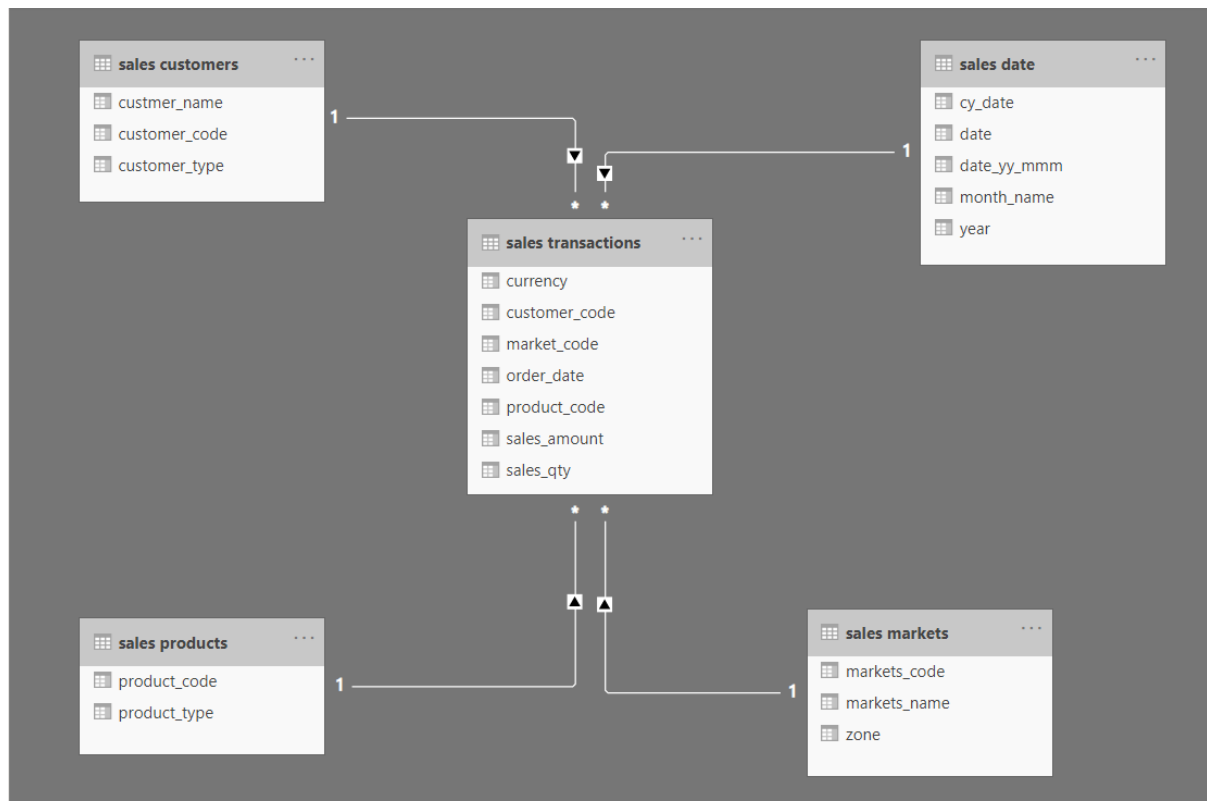 sales customers
custmer_name
customer_code
customer_type
1
sales date
cy_date
date
date_yy_mmm
month_name
year
1
* *
sales transactions
currency
customer_code
market_code
order_date
product_code
sales_amount
sales_qty
* *
sales products
product_code
product_type
1
sales markets
markets_code
markets_name
zone
1